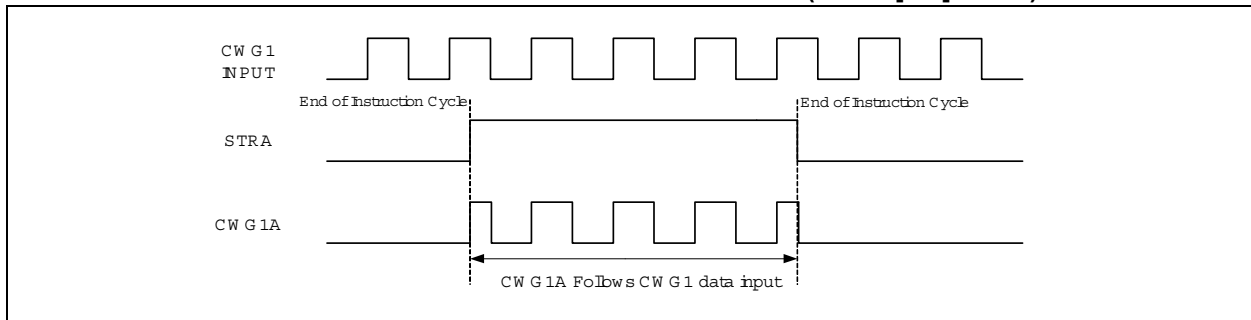 CWG1
INPUT
End of Instruction Cycle
End of Instruction Cycle
STRA
CWG1A
CWG1A Follows CWG1 data input